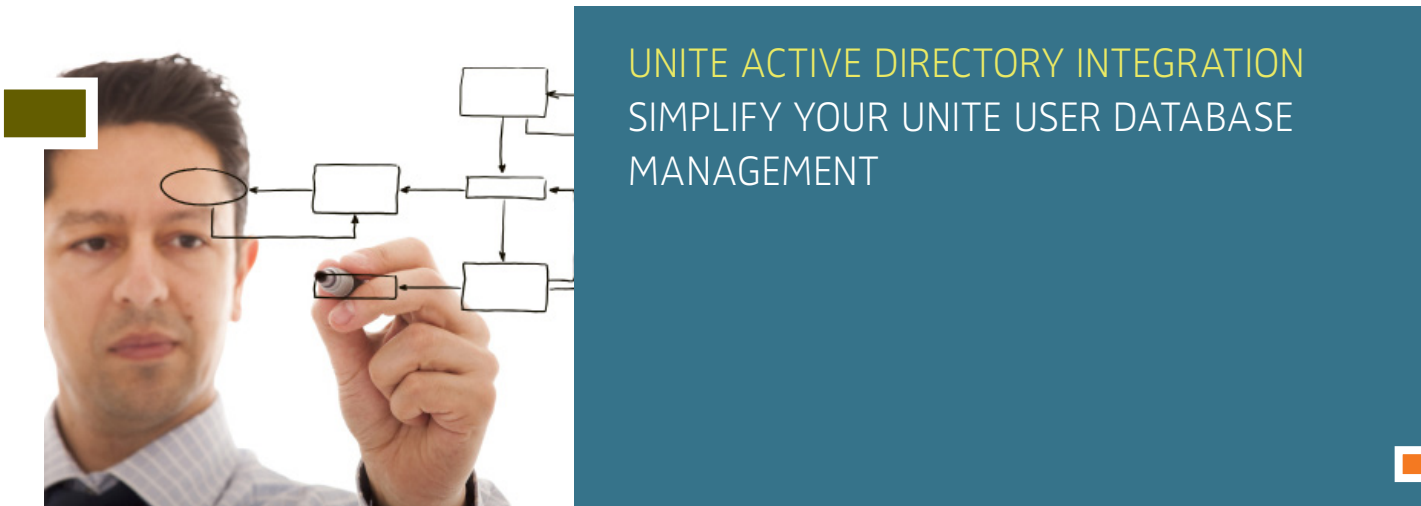 UNITE ACTIVE DIRECTORY INTEGRATION
SIMPLIFY YOUR UNITE USER DATABASE
MANAGEMENT